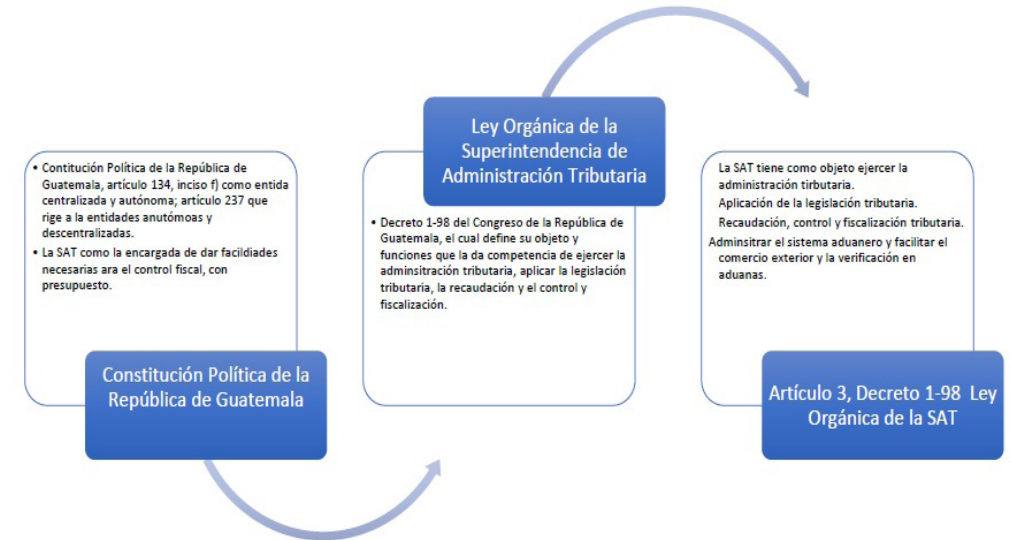 • Contitución Política de la República de
Guatemala, artículo 134, inciso f) como entida
centralizada y autónoma; artículo 237 que
rige a la entidades anutómoas y
descentralizadas.
• La SAT como la encargada de dar facildiades
necesarias ara el control fiscal, con
presupuesto.
Constitución Política de la
República de Guatemala
Ley Orgánica de la
Superintendencia de
Administración Tributaria
• Decreto 1-98 del Congreso de la República de
Guatemala, el cual define su objeto y
funciones que la da competencia de ejercer la
adminsitración tributaria, aplicar la legislación
tributaria, la recaudación y el control y
fiscalización.
La SAT tiene como objeto ejercer la
administración tirbutaria.
Aplicación de la legislación tributaria.
Recaudación, control y fiscalización tributaria.
Adminsitrar el sistema aduanero y facilitar el
comercio exterior y la verificación en
aduanas.
Artículo 3, Decreto 1-98 Ley
Orgánica de la SAT